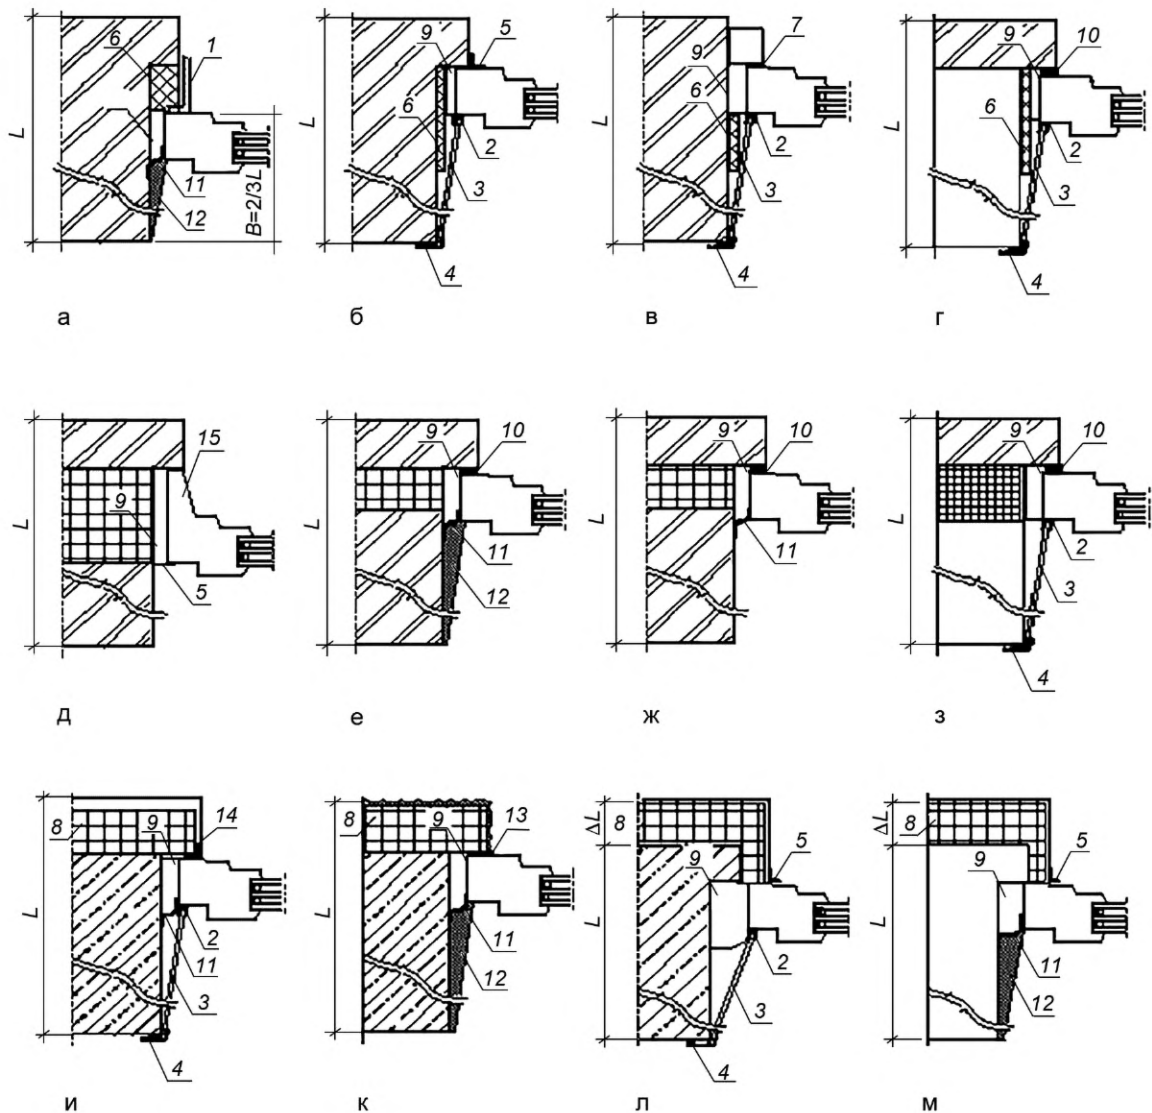 L 6 1 11 12 B=2/3L
а
L 9 5 6 2 3 4
б
L 7 9 6 2 3 4
в
L 9 10 6 2 3 4
г
L 15 9 5
д
L 9 10 11 12
е
L 9 10 11
ж
L 9 10 2 3 4
з
L 8 9 14 2 11 3 4
и
L 8 9 13 11 12
к
ΔL L 8 5 9 2 3 4
л
ΔL L 8 5 9 11 12
м